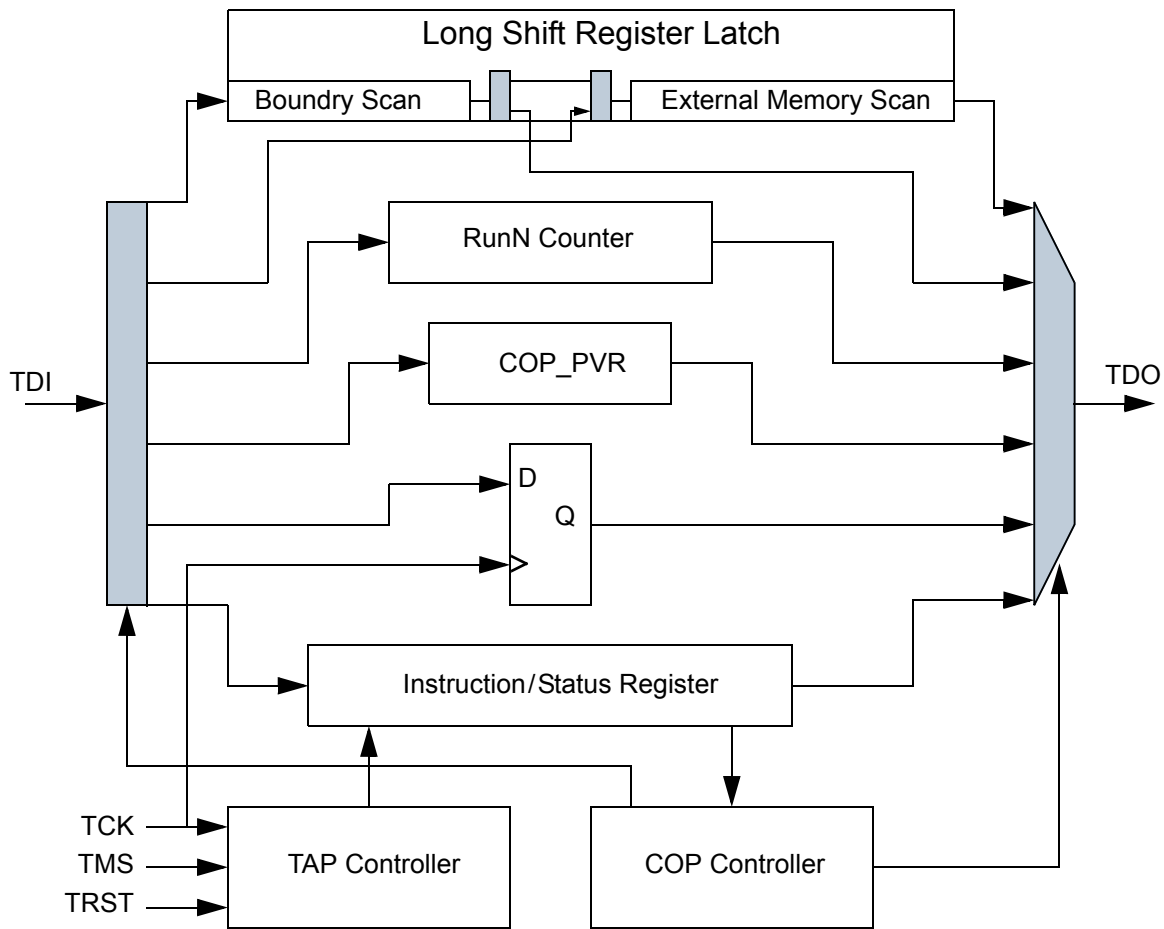 Long Shift Register Latch
Boundry Scan
External Memory Scan
RunN Counter
COP_PVR
TDI
TDO
D
Q
Instruction/Status Register
TCK
TMS
TRST
TAP Controller
COP Controller